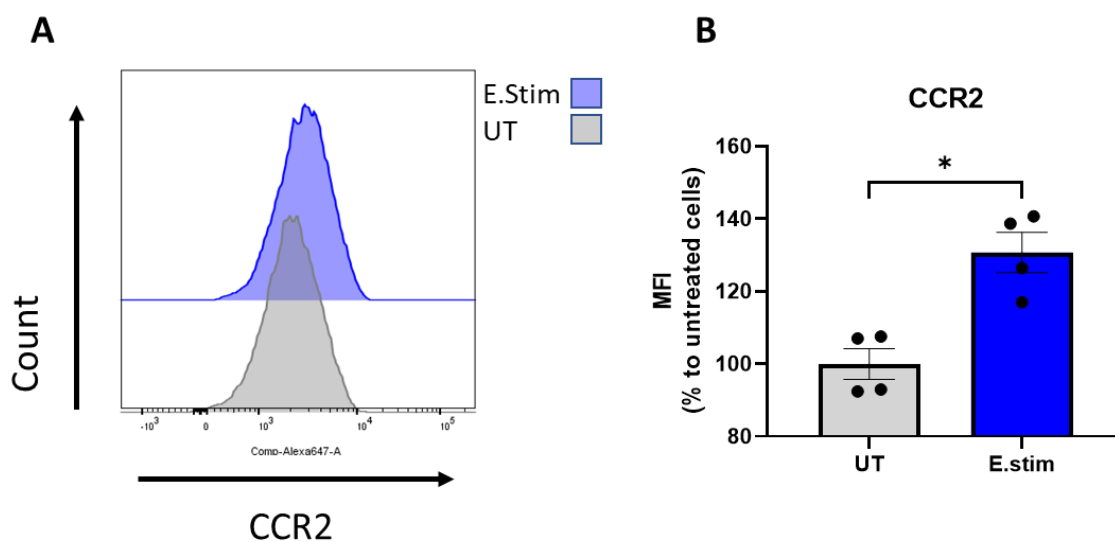 A
E.Stim
UT
Count
-10³ 0 10³ 10⁴ 10⁵
Comp-Alexa647-A
CCR2
B
CCR2
*
160
140
120
100
80
MFI
(% to untreated cells)
UT E.stim